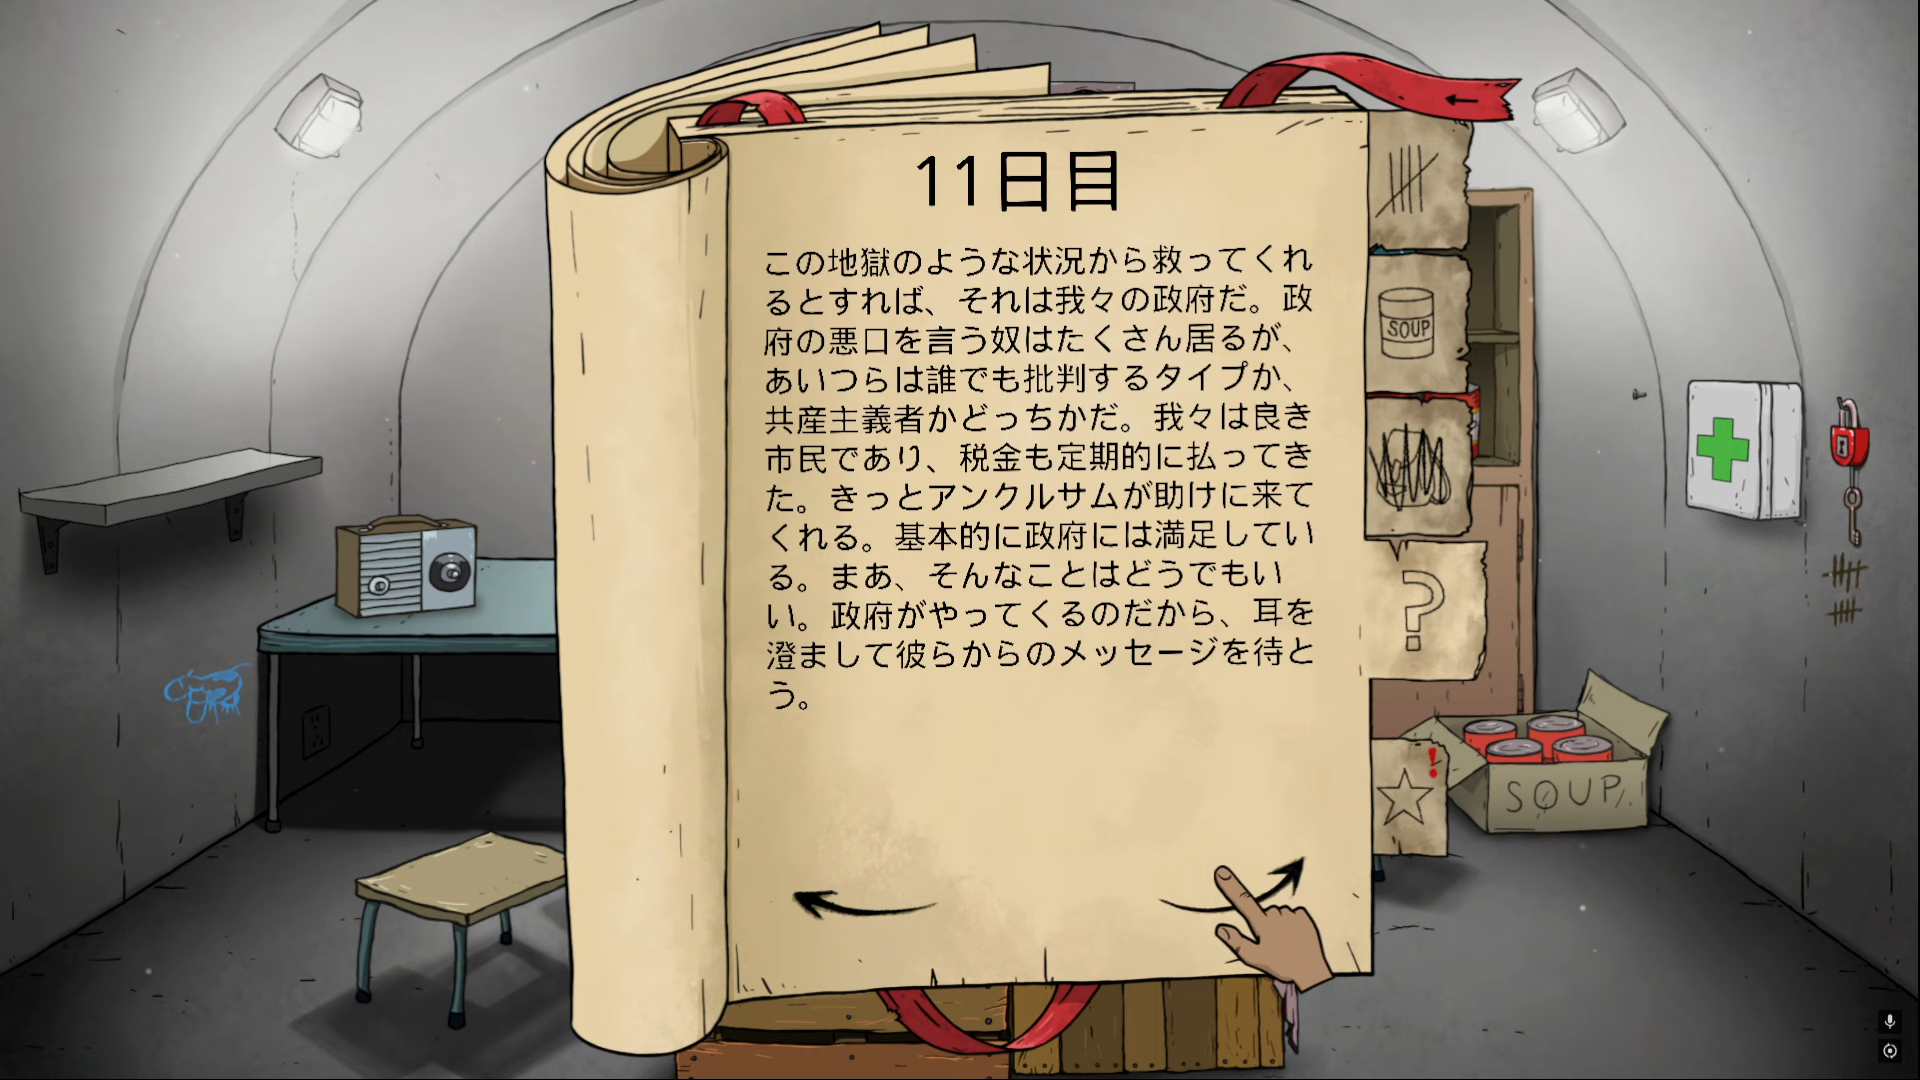 11日目
この地獄のような状況から救ってくれ
るとすれば、それは我々の政府だ。政
府の悪口を言う奴はたくさん居るが、
あいつらは誰でも批判するタイプか、
共産主義者かどっちかだ。我々は良き
市民であり、税金も定期的に払ってき
た。きっとアンクルサムが助けに来て
くれる。基本的に政府には満足してい
る。まあ、そんなことはどうでもい
い。政府がやってくるのだから、耳を
澄まして彼らからのメッセージを待と
う。
SOUP
?
!
SOUP